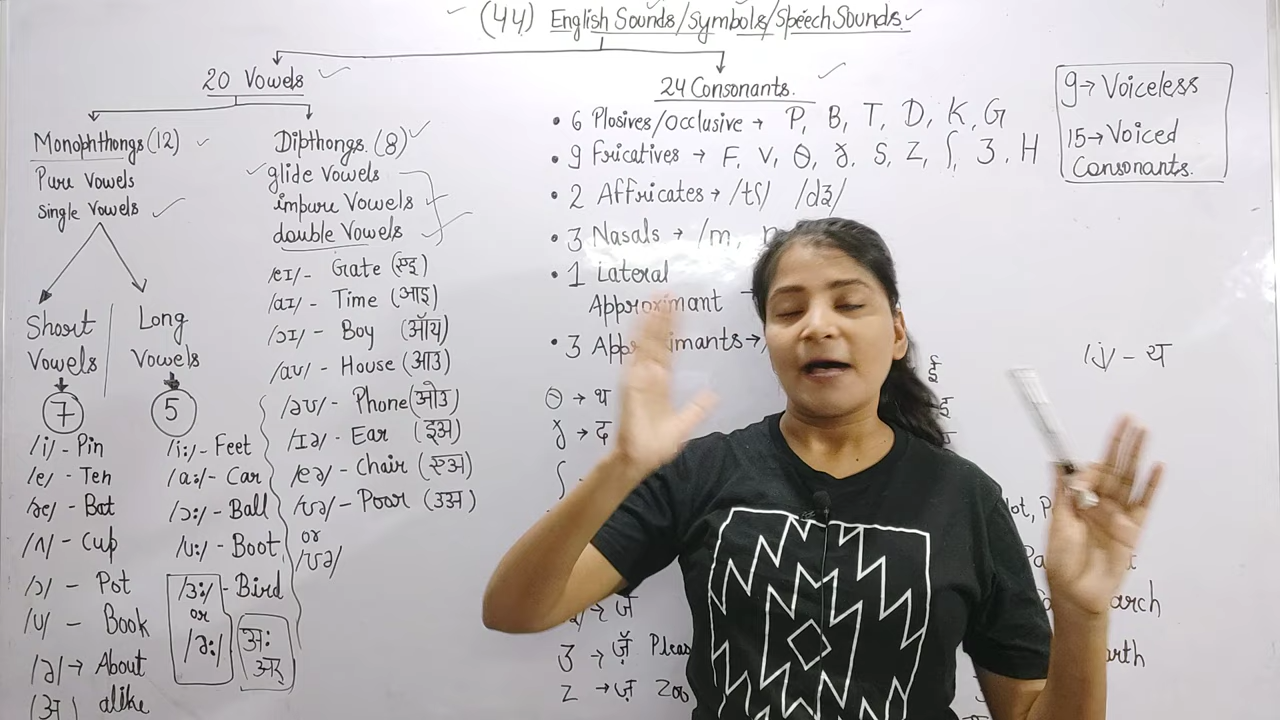 (44) English Sounds/Symbols/Speech Sounds.
20 Vowels
24 Consonants.
9→ Voiceless
15→ Voiced
Consonants.
Monophthongs (12)
Pure Vowels
Single Vowels
Short
Vowels
7
/i/- Pin
/e/- Ten
/æ/- Bat
/ʌ/ - Cup
/ɔ/ - Pot
/ʊ/ - Book
/ə/→ About
(अ) alike
Long
Vowels
5
/i:/- Feet
/a:/- Car
/ɔ:/- Ball
/u:/- Boot
/ɜ:/ - Bird
or
/ə:/
अः
अर्
Dipthongs (8)
glide Vowels
impure Vowels
double Vowels
/eɪ/- Gate (एइ)
/aɪ/- Time (आइ)
/ɔɪ/- Boy (ऑय)
/aʊ/- House (आउ)
/əʊ/- Phone (ओउ)
/ɪə/- Ear (इअ)
/eə/- Chair (एअ)
/ʊə/- Poor (उअ)
or
/ʊə/
• 6 Plosives/Occlusive → P, B, T, D, K, G
• 9 Fricatives → F, V, θ, ɣ, S, Z, ʃ, ʒ, H
• 2 Affricates → /tʃ/ /dʒ/
• 3 Nasals → /m,
• 1 Lateral
Approximant →
• 3 Approximants→
/j/ - य
θ → थ
ɣ → द
ʃ
ʒ → ज़
z → ज़ Zoo